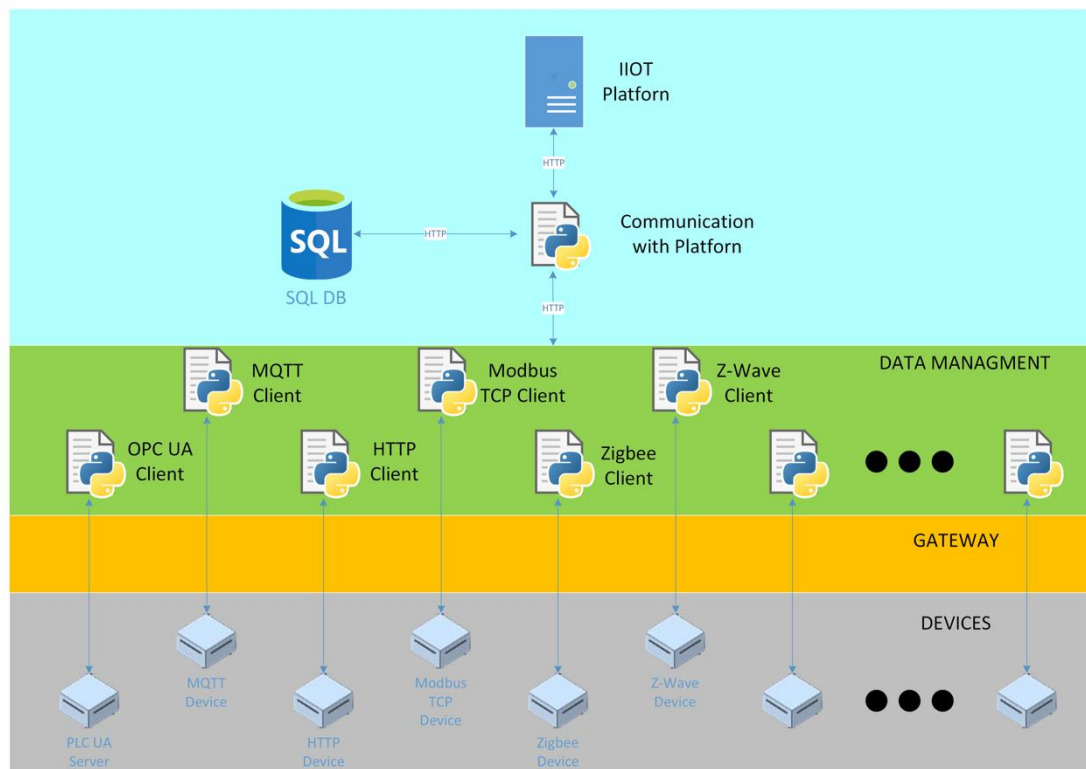 IIOT
Platforn
HTTP
SQL
HTTP
SQL DB
Communication
with Platforn
HTTP
DATA MANAGMENT
MQTT
Client
Modbus
TCP Client
Z-Wave
Client
OPC UA
Client
HTTP
Client
Zigbee
Client
GATEWAY
DEVICES
MQTT
Device
Modbus
TCP
Device
Z-Wave
Device
PLC UA
Server
HTTP
Device
Zigbee
Device